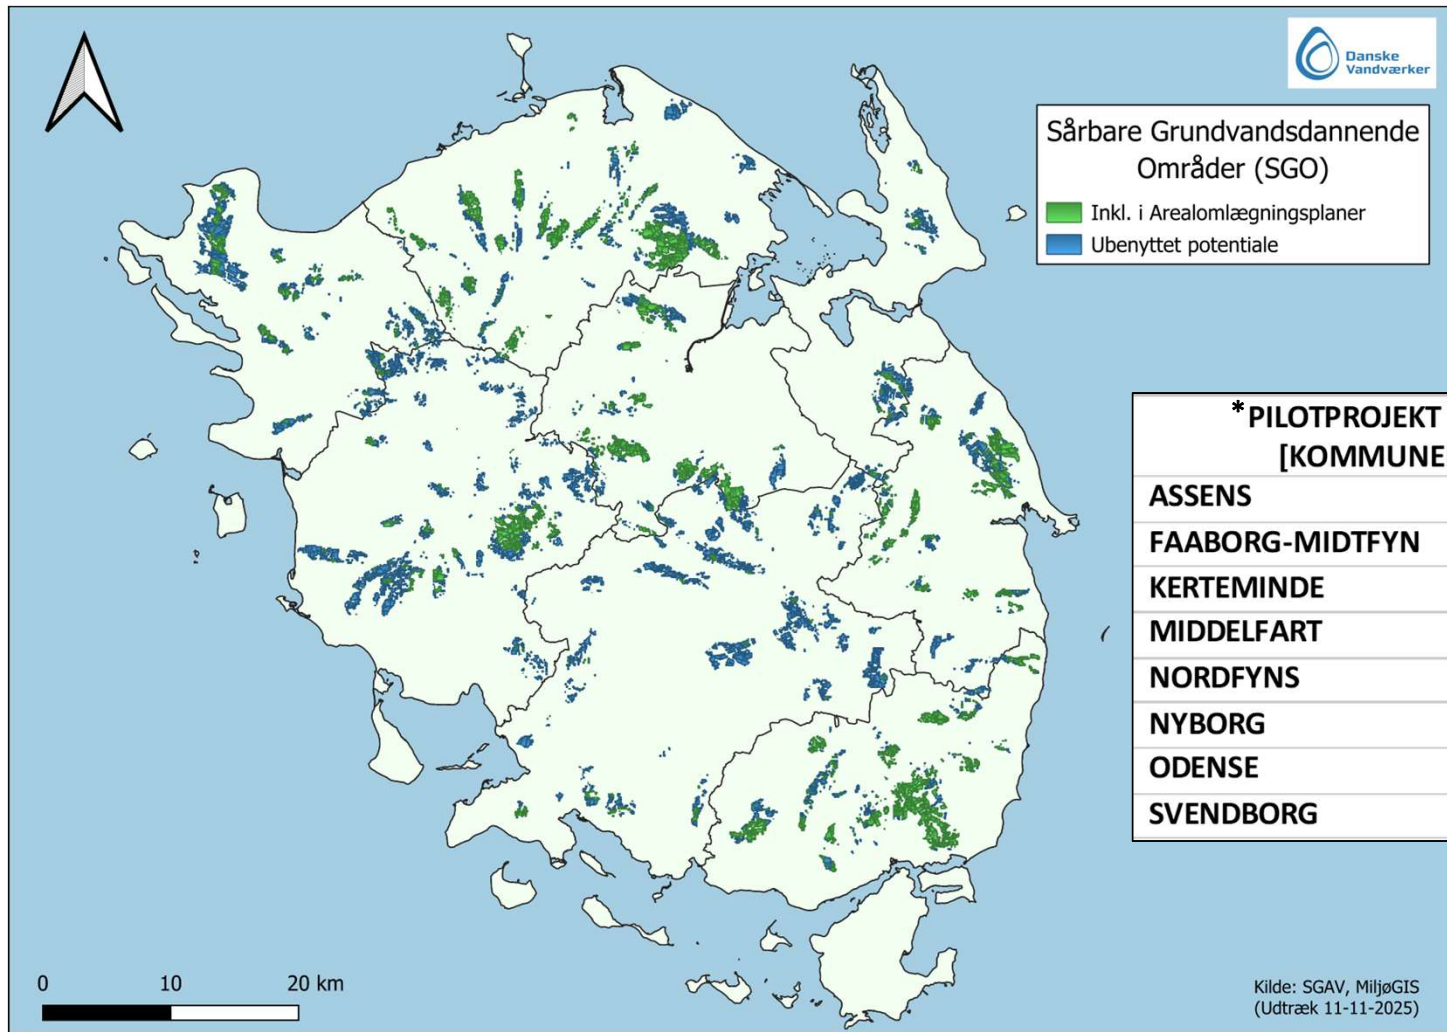 Danske
Vandværker
Sårbare Grundvandsdannende
Områder (SGO)
Inkl. i Arealomlægningsplaner
Ubenyttet potentiale
*PILOTPROJEKT
[KOMMUNE
ASSENS
FAABORG-MIDTFYN
KERTEMINDE
MIDDELFART
NORDFYNS
NYBORG
ODENSE
SVENDBORG
0 10 20 km
Kilde: SGAV, MiljøGIS
(Udtræk 11-11-2025)